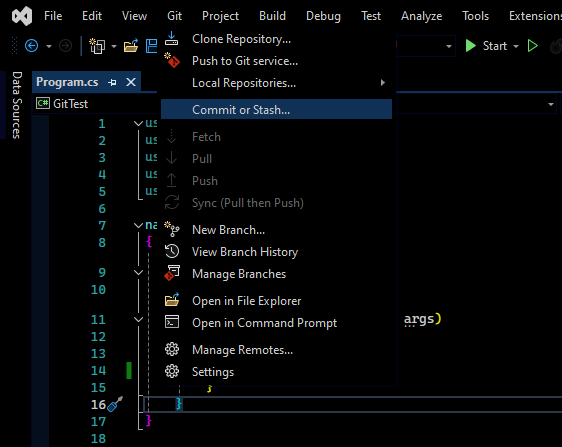 File Edit View Git Project Build Debug Test Analyze Tools Extensions
Start
Data Sources
Program.cs
C# GitTest
Clone Repository...
Push to Git service...
Local Repositories...
Commit or Stash...
Fetch
Pull
Push
Sync (Pull then Push)
New Branch...
View Branch History
Manage Branches
Open in File Explorer
Open in Command Prompt
Manage Remotes...
Settings
1 us
2 us
3 us
4 us
5 us
6
7 na
8 {
9
10
11 args)
12
13
14
15 }
16 }
17 }
18